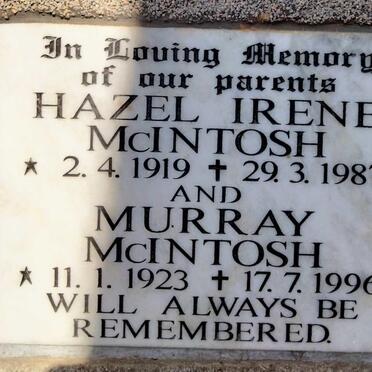 In Loving Memory
of our parents
HAZEL IRENE
McINTOSH
★ 2. 4. 1919 ✝ 29. 3. 1987
AND
MURRAY
McINTOSH
★ 11. 1. 1923 ✝ 17. 7. 1996
WILL ALWAYS BE
REMEMBERED.